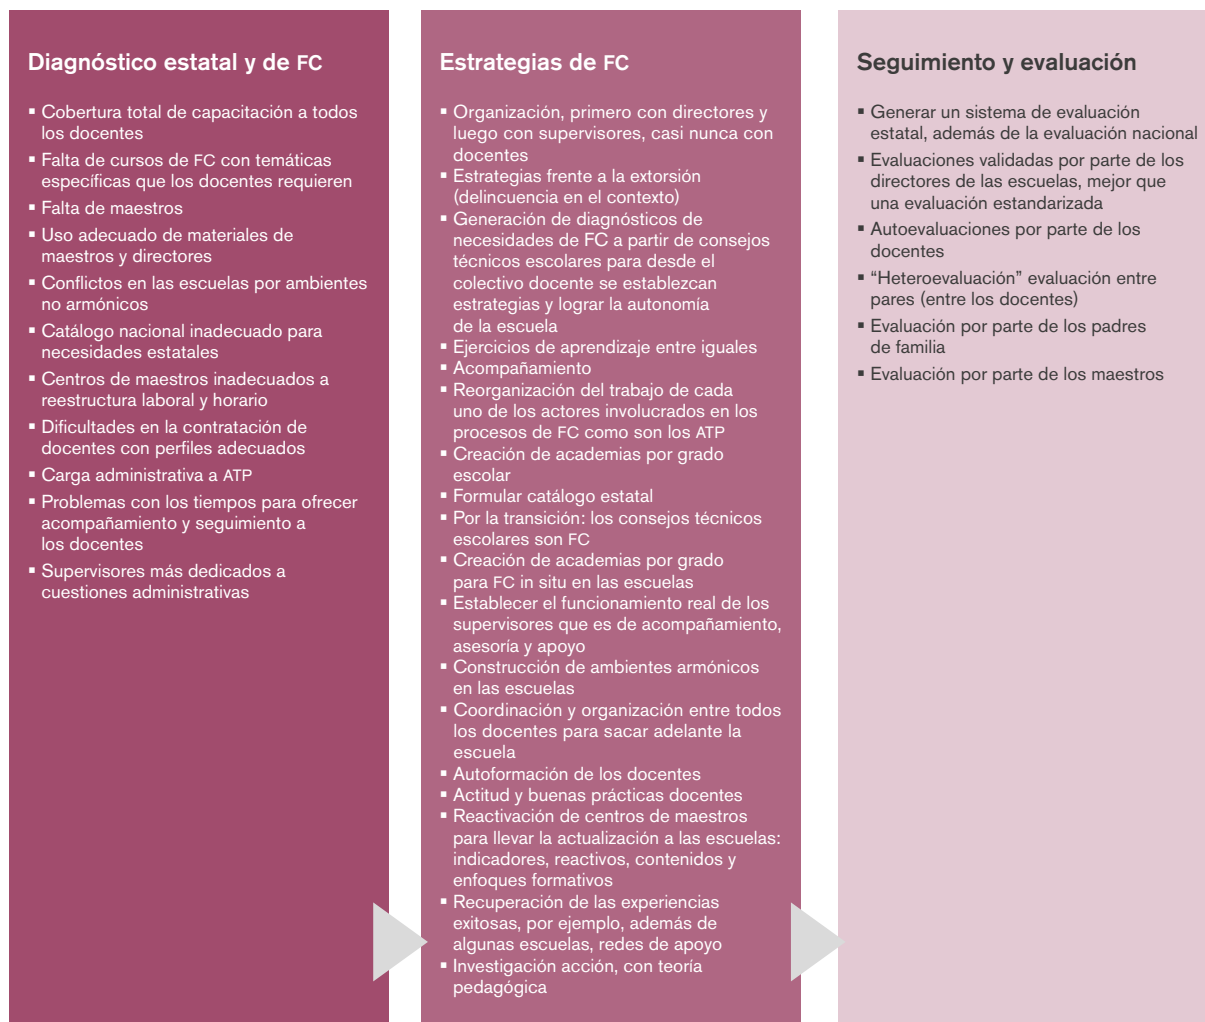 Diagnóstico estatal y de FC
▪ Cobertura total de capacitación a todos
los docentes
▪ Falta de cursos de FC con temáticas
específicas que los docentes requieren
▪ Falta de maestros
▪ Uso adecuado de materiales de
maestros y directores
▪ Conflictos en las escuelas por ambientes
no armónicos
▪ Catálogo nacional inadecuado para
necesidades estatales
▪ Centros de maestros inadecuados a
reestructura laboral y horario
▪ Dificultades en la contratación de
docentes con perfiles adecuados
▪ Carga administrativa a ATP
▪ Problemas con los tiempos para ofrecer
acompañamiento y seguimiento a
los docentes
▪ Supervisores más dedicados a
cuestiones administrativas
Estrategias de FC
▪ Organización, primero con directores y
luego con supervisores, casi nunca con
docentes
▪ Estrategias frente a la extorsión
(delincuencia en el contexto)
▪ Generación de diagnósticos de
necesidades de FC a partir de consejos
técnicos escolares para desde el
colectivo docente se establezcan
estrategias y lograr la autonomía
de la escuela
▪ Ejercicios de aprendizaje entre iguales
▪ Acompañamiento
▪ Reorganización del trabajo de cada
uno de los actores involucrados en los
procesos de FC como son los ATP
▪ Creación de academias por grado
escolar
▪ Formular catálogo estatal
▪ Por la transición: los consejos técnicos
escolares son FC
▪ Creación de academias por grado
para FC in situ en las escuelas
▪ Establecer el funcionamiento real de los
supervisores que es de acompañamiento,
asesoría y apoyo
▪ Construcción de ambientes armónicos
en las escuelas
▪ Coordinación y organización entre todos
los docentes para sacar adelante la
escuela
▪ Autoformación de los docentes
▪ Actitud y buenas prácticas docentes
▪ Reactivación de centros de maestros
para llevar la actualización a las escuelas:
indicadores, reactivos, contenidos y
enfoques formativos
▪ Recuperación de las experiencias
exitosas, por ejemplo, además de
algunas escuelas, redes de apoyo
▪ Investigación acción, con teoría
pedagógica
Seguimiento y evaluación
▪ Generar un sistema de evaluación
estatal, además de la evaluación nacional
▪ Evaluaciones validadas por parte de los
directores de las escuelas, mejor que
una evaluación estandarizada
▪ Autoevaluaciones por parte de los
docentes
▪ “Heteroevaluación” evaluación entre
pares (entre los docentes)
▪ Evaluación por parte de los padres
de familia
▪ Evaluación por parte de los maestros